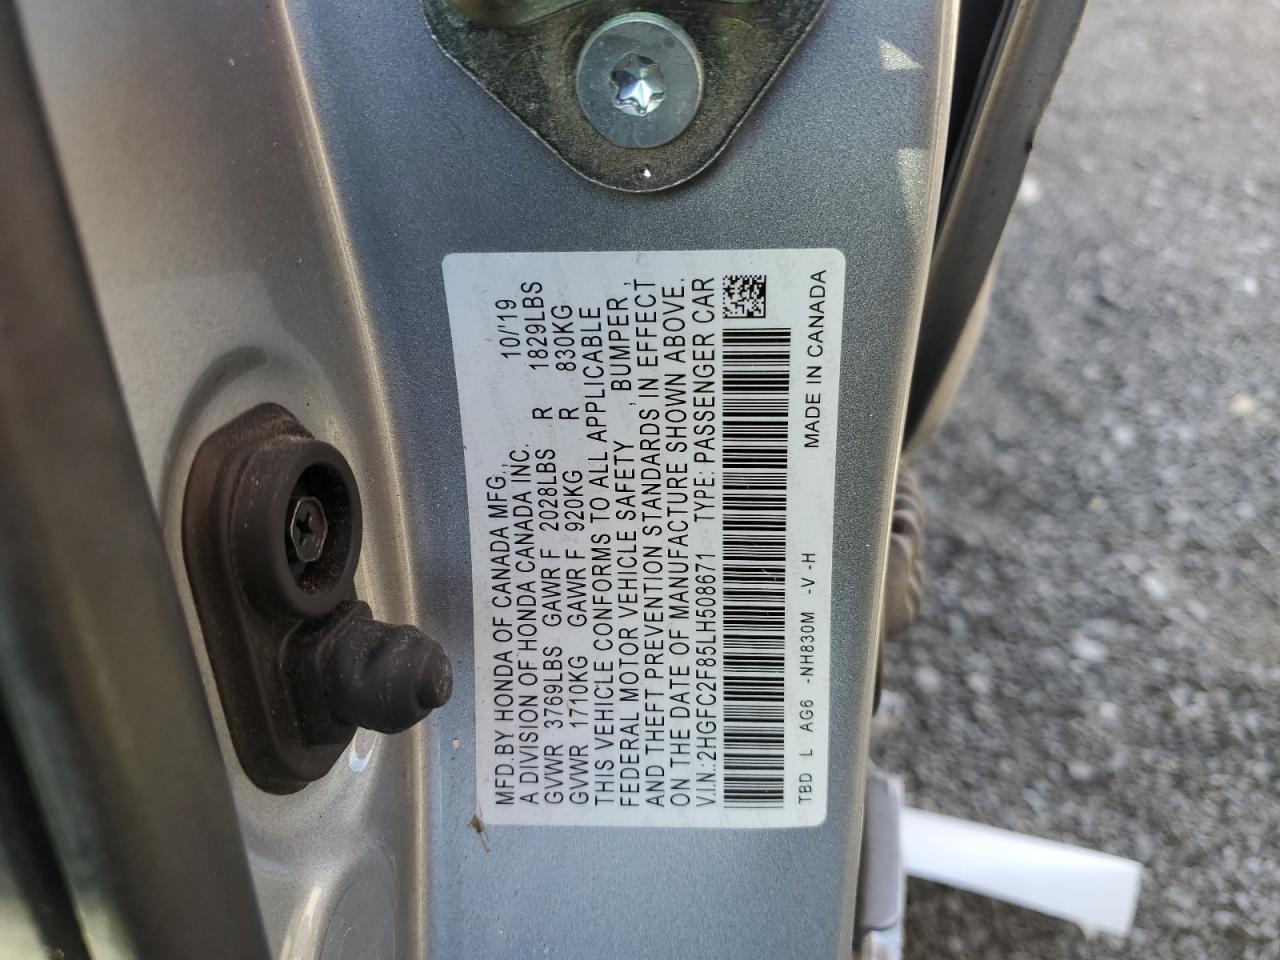 MFD.BY HONDA OF CANADA MFG., 10/'19
A DIVISION OF HONDA CANADA INC.
GVWR 3769LBS GAWR F 2028LBS R 1829LBS
GVWR 1710KG GAWR F 920KG R 830KG
THIS VEHICLE CONFORMS TO ALL APPLICABLE
FEDERAL MOTOR VEHICLE SAFETY , BUMPER ,
AND THEFT PREVENTION STANDARDS IN EFFECT
ON THE DATE OF MANUFACTURE SHOWN ABOVE.
V.I.N.:2HGFC2F85LH508671 TYPE: PASSENGER CAR
TBD L AG6 -NH830M -V -H
MADE IN CANADA